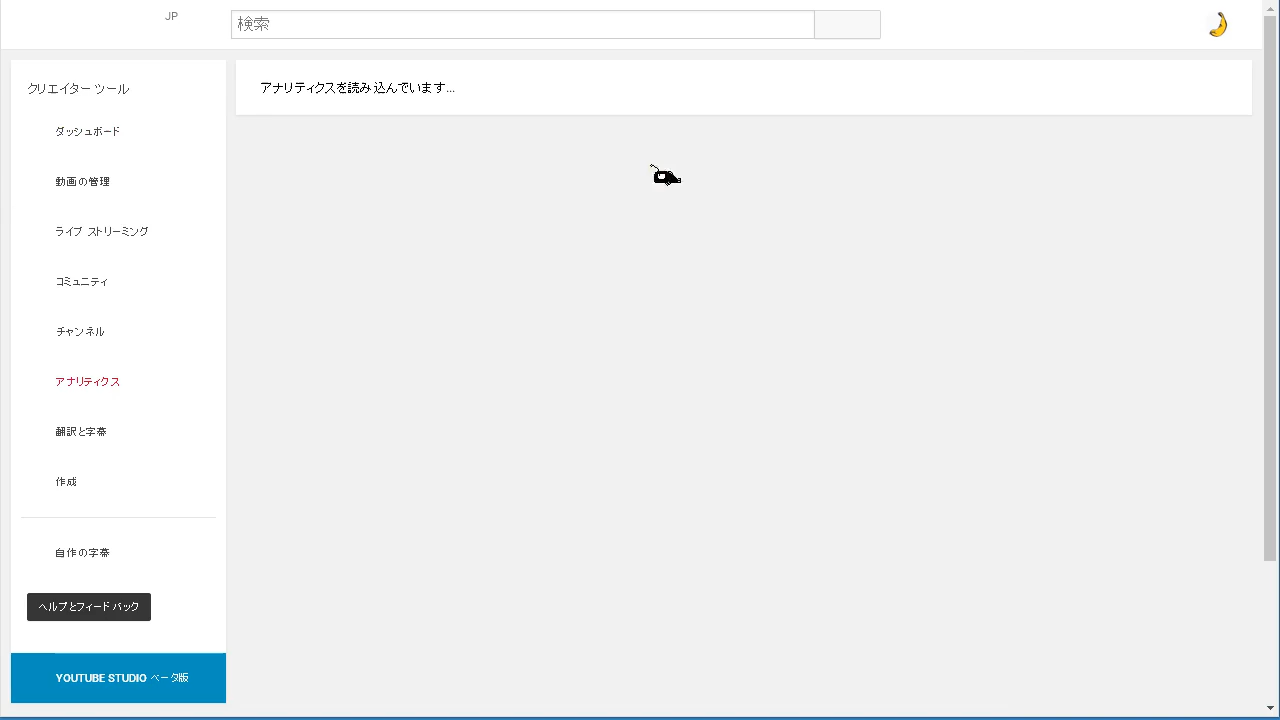 JP
検索
クリエイター ツール
アナリティクスを読み込んでいます...
ダッシュボード
動画の管理
ライブ ストリーミング
コミュニティ
チャンネル
アナリティクス
翻訳と字幕
作成
自作の字幕
ヘルプとフィードバック
YOUTUBE STUDIO ベータ版